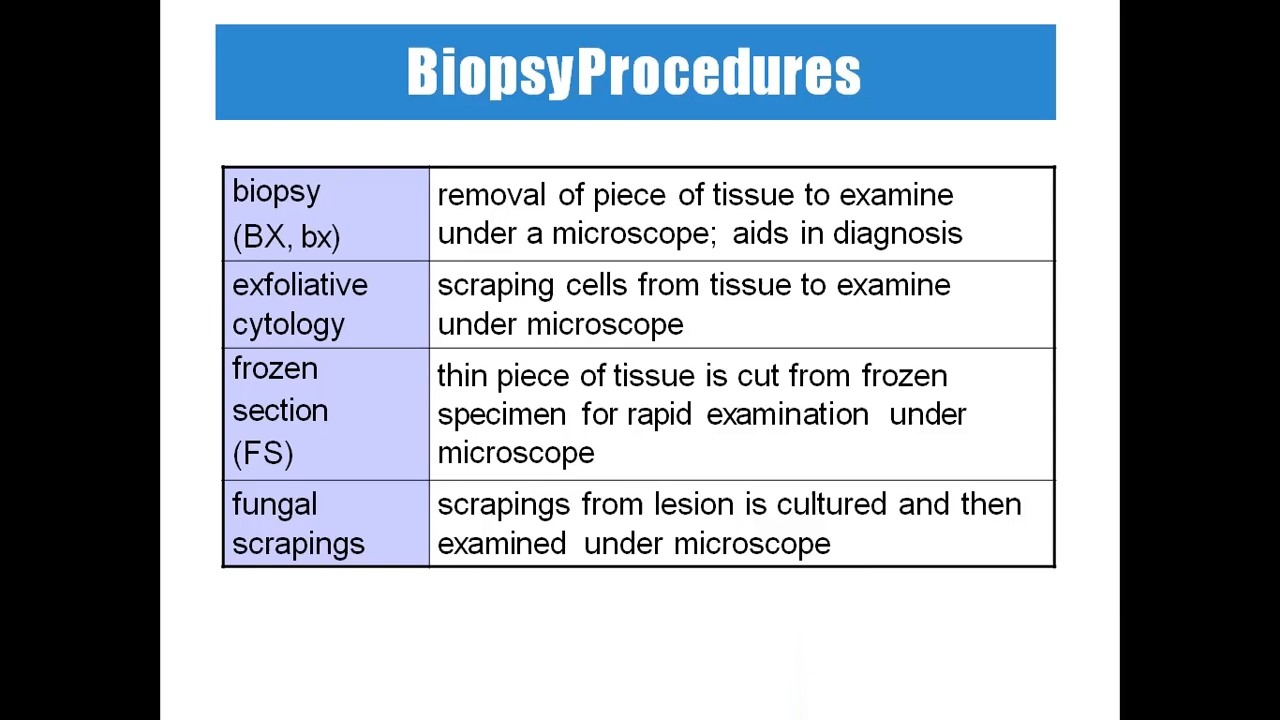 BiopsyProcedures
biopsy
(BX, bx)
removal of piece of tissue to examine
under a microscope; aids in diagnosis
exfoliative
cytology
scraping cells from tissue to examine
under microscope
frozen
section
(FS)
thin piece of tissue is cut from frozen
specimen for rapid examination under
microscope
fungal
scrapings
scrapings from lesion is cultured and then
examined under microscope